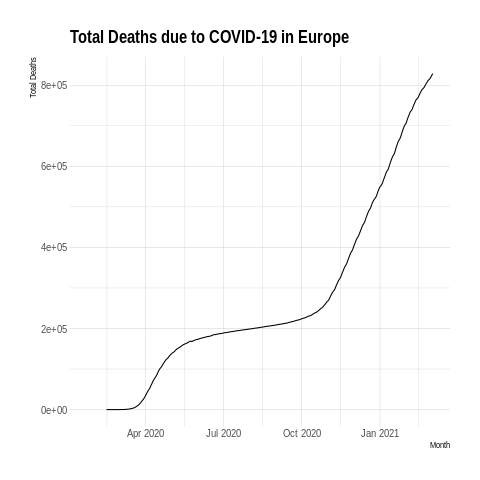 Total Deaths due to COVID-19 in Europe
Total Deaths
8e+05
6e+05
4e+05
2e+05
0e+00
Apr 2020
Jul 2020
Oct 2020
Jan 2021
Month